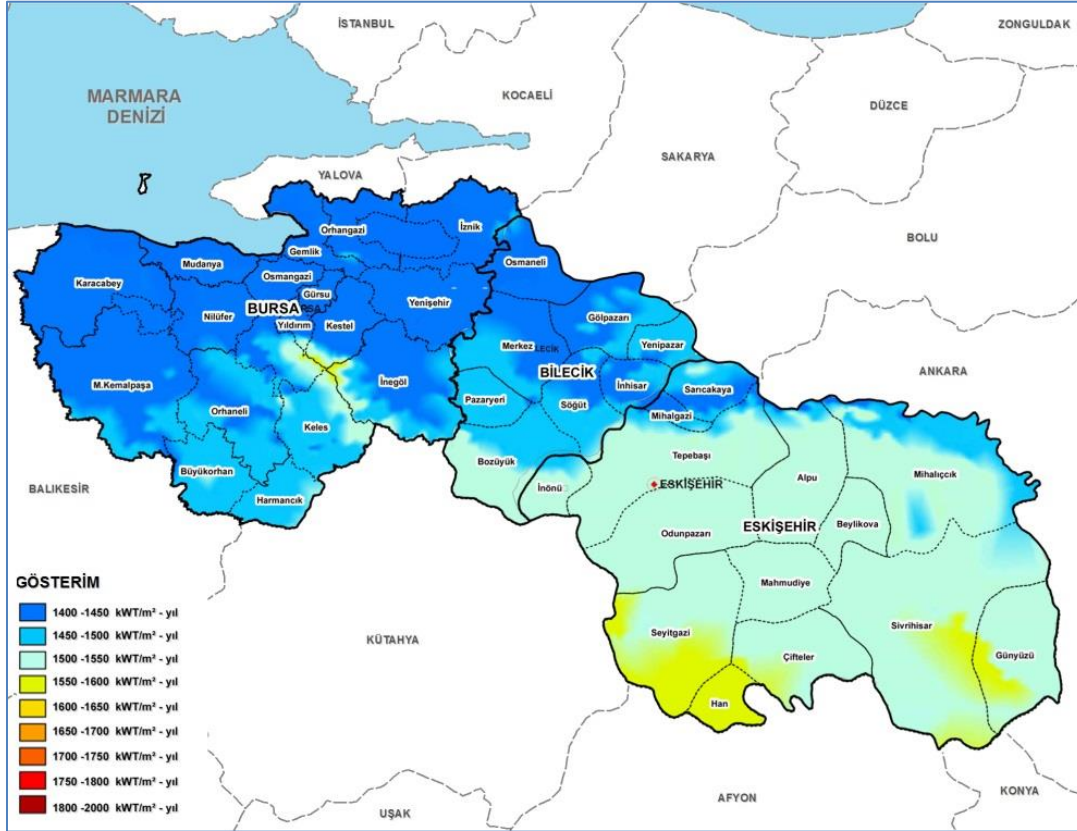 İSTANBUL
ZONGULDAK
MARMARA
DENİZİ
KOCAELİ
DÜZCE
SAKARYA
YALOVA
BOLU
İznik
Orhangazi
Gemlik
Mudanya
Osmaneli
Karacabey
Osmangazi
Gürsu
Yenişehir
BURSA
Nilüfer
Yıldırım
Kestel
Gölpazarı
Merkez
Yenipazar
BİLECİK
ANKARA
M.Kemalpaşa
İnegöl
İnhisar
Sarıcakaya
Pazaryeri
Söğüt
Mihalgazi
Orhaneli
Keles
Tepebaşı
Bozüyük
Büyükorhan
Mihalıçcık
Alpu
İnönü
ESKİŞEHİR
BALIKESİR
Harmancık
Beylikova
ESKİŞEHİR
Odunpazarı
Mahmudiye
GÖSTERİM
1400 -1450 kWT/m² - yıl
1450 -1500 kWT/m² - yıl
1500 -1550 kWT/m² - yıl
1550 -1600 kWT/m² - yıl
1600 -1650 kWT/m² - yıl
1650 -1700 kWT/m² - yıl
1700 -1750 kWT/m² - yıl
1750 -1800 kWT/m² - yıl
1800 -2000 kWT/m² - yıl
KÜTAHYA
Seyitgazi
Sivrihisar
Çifteler
Günyüzü
Han
UŞAK
AFYON
KONYA